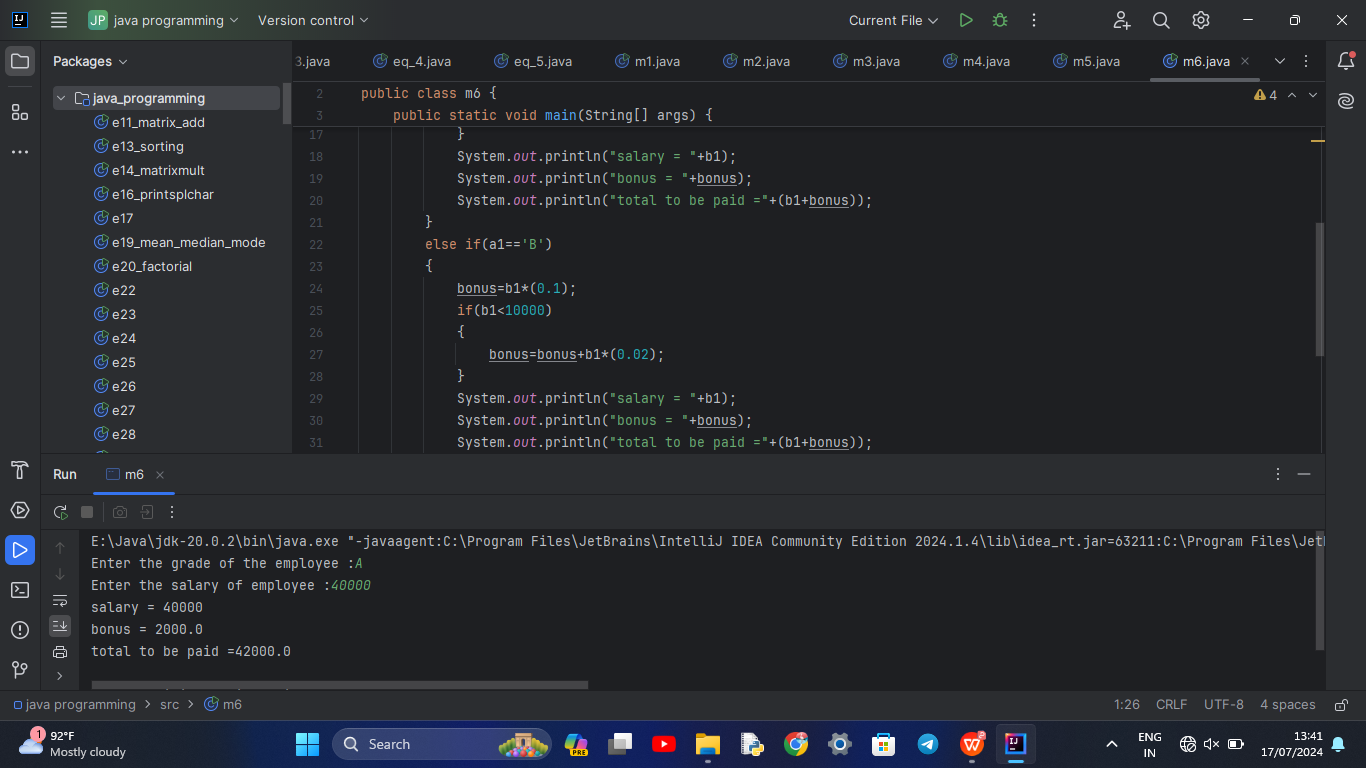 JP java programming Version control Current File
Packages
3.java eq_4.java eq_5.java m1.java m2.java m3.java m4.java m5.java m6.java
java_programming
e11_matrix_add
e13_sorting
e14_matrixmult
e16_printsplchar
e17
e19_mean_median_mode
e20_factorial
e22
e23
e24
e25
e26
e27
e28
4
2 public class m6 {
3 public static void main(String[] args) {
17 }
18 System.out.println("salary = "+b1);
19 System.out.println("bonus = "+bonus);
20 System.out.println("total to be paid ="+(b1+bonus));
21 }
22 else if(a1=='B')
23 {
24 bonus=b1*(0.1);
25 if(b1<10000)
26 {
27 bonus=bonus+b1*(0.02);
28 }
29 System.out.println("salary = "+b1);
30 System.out.println("bonus = "+bonus);
31 System.out.println("total to be paid ="+(b1+bonus));
Run m6
E:\Java\jdk-20.0.2\bin\java.exe "-javaagent:C:\Program Files\JetBrains\IntelliJ IDEA Community Edition 2024.1.4\lib\idea_rt.jar=63211:C:\Program Files\JetB
Enter the grade of the employee :A
Enter the salary of employee :40000
salary = 40000
bonus = 2000.0
total to be paid =42000.0
java programming > src > m6 1:26 CRLF UTF-8 4 spaces
1 92°F
Mostly cloudy
Search
PRE
ENG
IN
13:41
17/07/2024